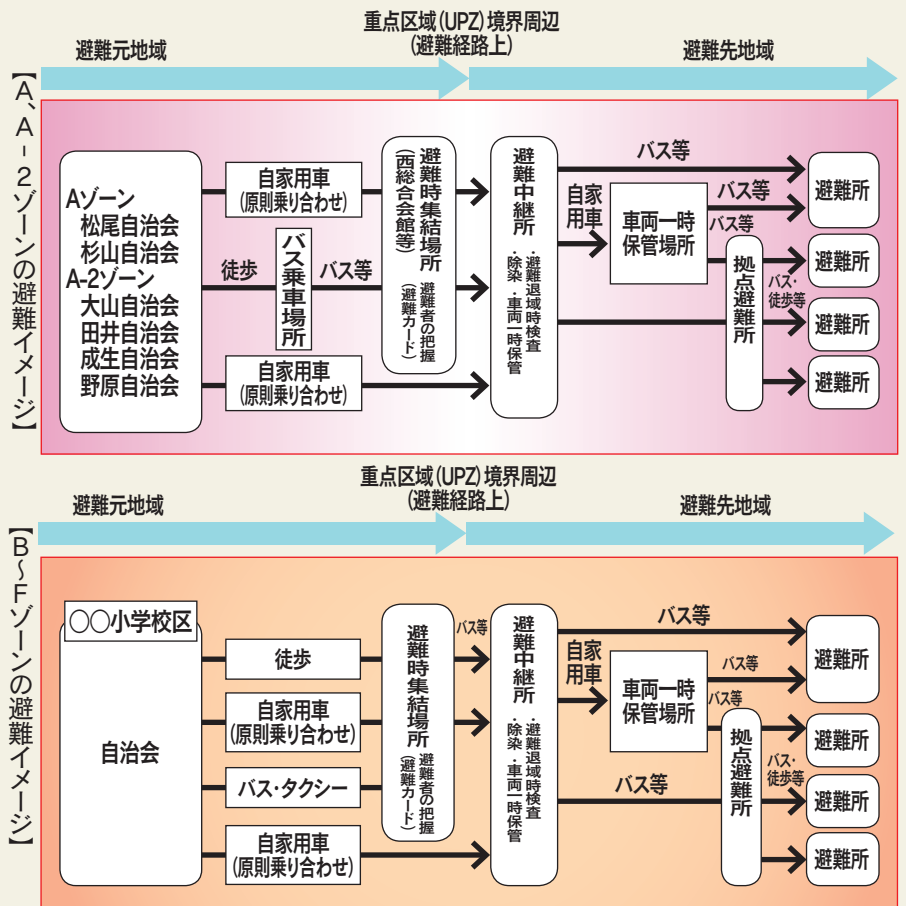 重点区域(UPZ)境界周辺
(避難経路上)
避難元地域
避難先地域
【A、A-2ゾーンの避難イメージ】
Aゾーン
松尾自治会
杉山自治会
A-2ゾーン
大山自治会
田井自治会
成生自治会
野原自治会
自家用車
(原則乗り合わせ)
徒歩
バス乗車場所
バス等
自家用車
(原則乗り合わせ)
避難時集結場所
(西総合会館等)
避難者の把握
(避難カード)
避難中継所
・避難退域時検査
・除染・車両一時保管
バス等
自家
用車
車両一時
保管場所
バス等
バス等
拠点避難所
バス・
徒歩等
避難所
避難所
避難所
避難所
重点区域(UPZ)境界周辺
(避難経路上)
避難元地域
避難先地域
【B~Fゾーンの避難イメージ】
〇〇小学校区
自治会
徒歩
自家用車
(原則乗り合わせ)
バス・タクシー
自家用車
(原則乗り合わせ)
避難時集結場所
避難者の把握
(避難カード)
バス等
避難中継所
・避難退域時検査
・除染・車両一時保管
バス等
自家
用車
車両一時
保管場所
バス等
バス等
バス等
拠点避難所
バス・
徒歩等
避難所
避難所
避難所
避難所